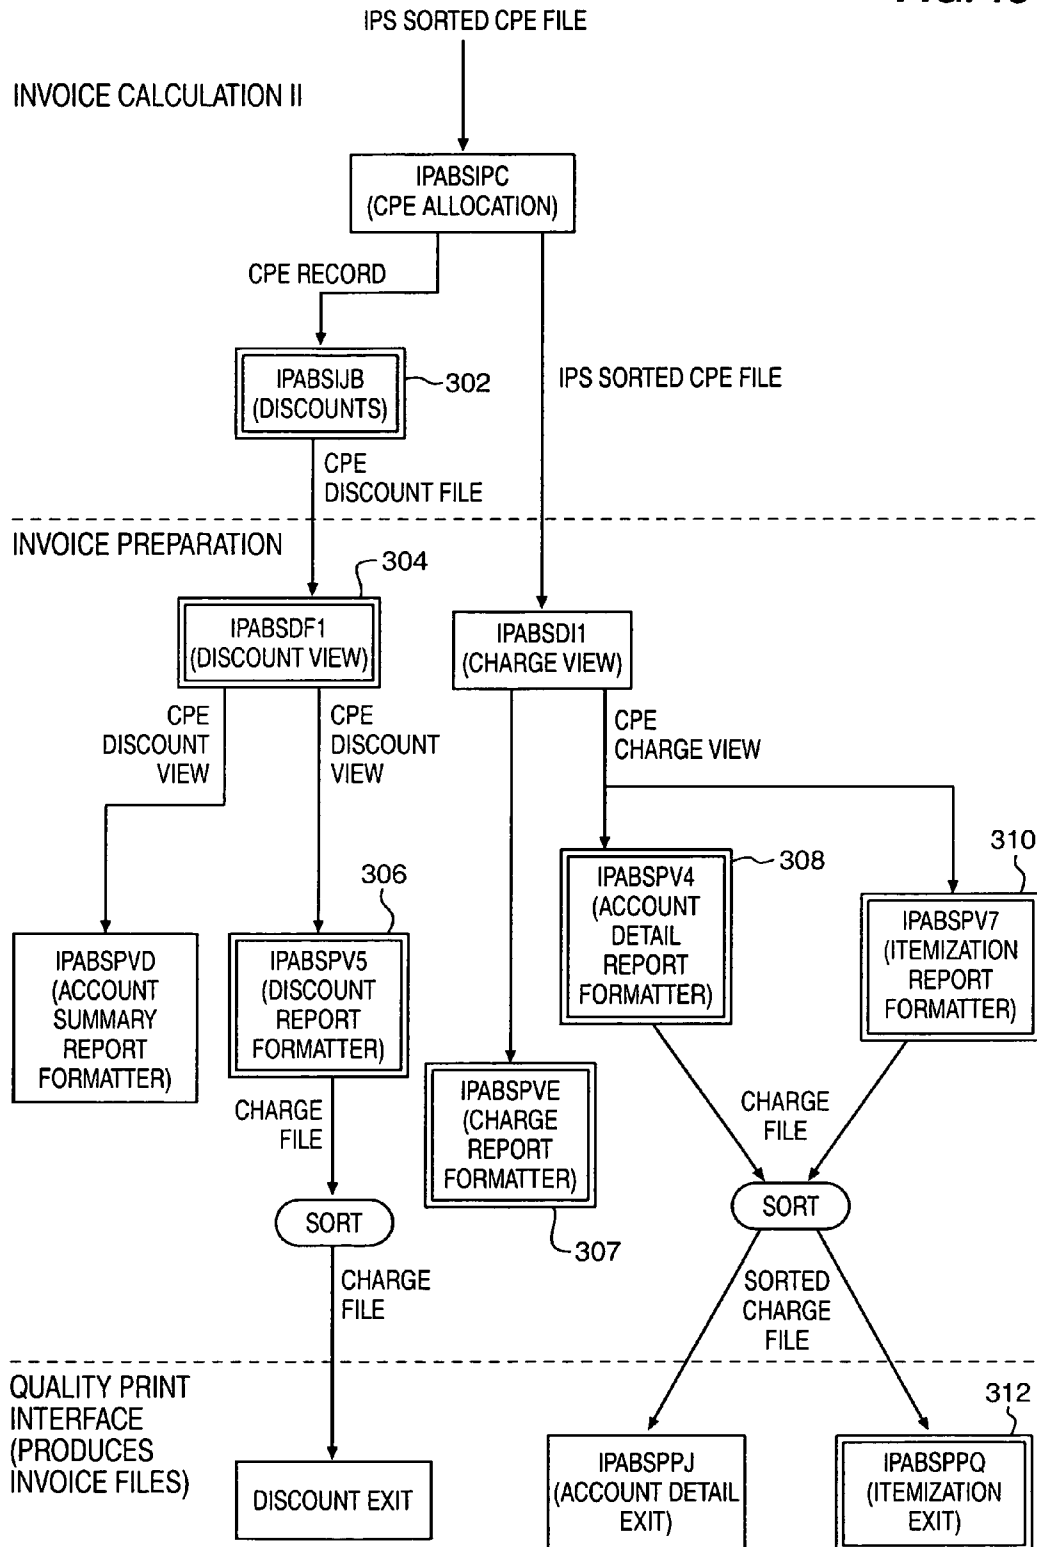 IPS SORTED CPE FILE
INVOICE CALCULATION II
IPABSIPC
(CPE ALLOCATION)
CPE RECORD
IPABSIJB
(DISCOUNTS)
302
IPS SORTED CPE FILE
CPE
DISCOUNT FILE
INVOICE PREPARATION
304
IPABSDF1
(DISCOUNT VIEW)
IPABSDI1
(CHARGE VIEW)
CPE
DISCOUNT
VIEW
CPE
DISCOUNT
VIEW
CPE
CHARGE VIEW
306
308
310
IPABSPVD
(ACCOUNT
SUMMARY
REPORT
FORMATTER)
IPABSPV5
(DISCOUNT
REPORT
FORMATTER)
IPABSPVE
(CHARGE
REPORT
FORMATTER)
307
IPABSPV4
(ACCOUNT
DETAIL
REPORT
FORMATTER)
IPABSPV7
(ITEMIZATION
REPORT
FORMATTER)
CHARGE
FILE
CHARGE
FILE
SORT
SORT
CHARGE
FILE
SORTED
CHARGE
FILE
QUALITY PRINT
INTERFACE
(PRODUCES
INVOICE FILES)
312
DISCOUNT EXIT
IPABSPPJ
(ACCOUNT DETAIL
EXIT)
IPABSPPQ
(ITEMIZATION
EXIT)